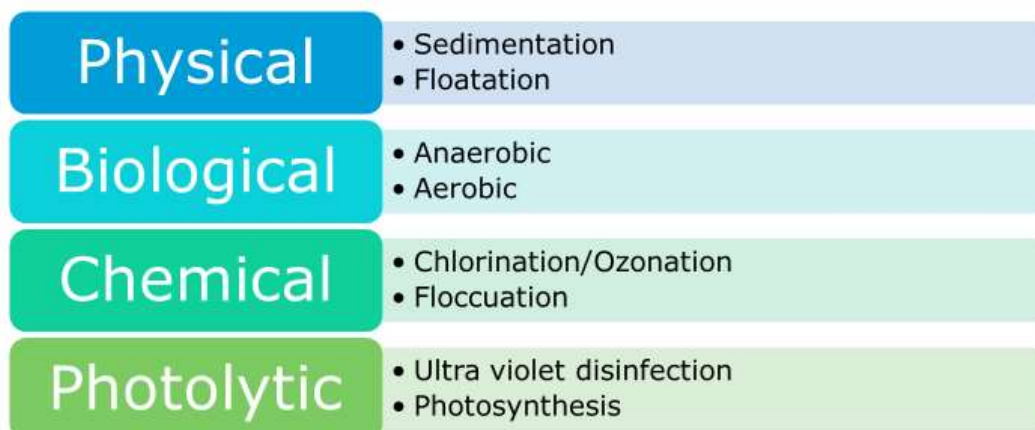 Physical
• Sedimentation
• Floatation
Biological
• Anaerobic
• Aerobic
Chemical
• Chlorination/Ozonation
• Floccuation
Photolytic
• Ultra violet disinfection
• Photosynthesis